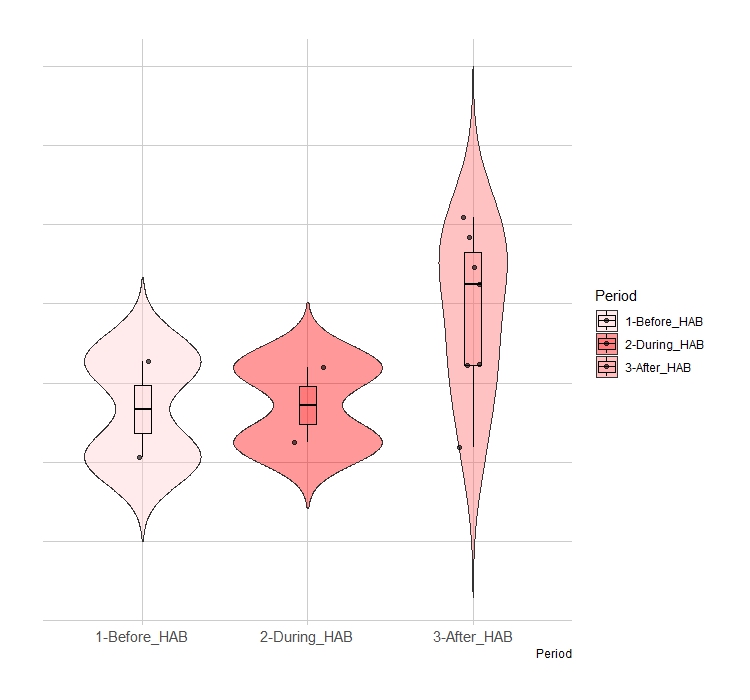 Period
1-Before_HAB
2-During_HAB
3-After_HAB
1-Before_HAB
2-During_HAB
3-After_HAB
Period